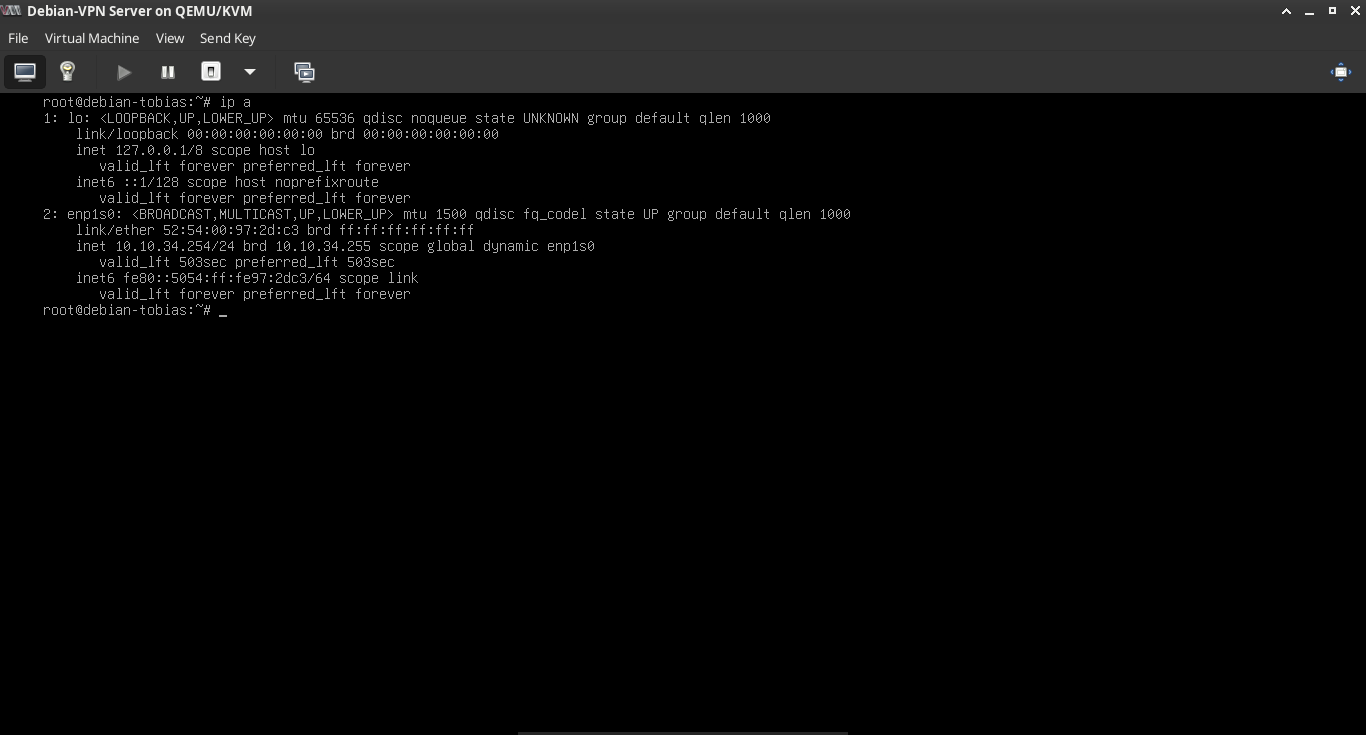 Debian-VPN Server on QEMU/KVM
File Virtual Machine View Send Key
root@debian-tobias:~# ip a
1: lo: <LOOPBACK,UP,LOWER_UP> mtu 65536 qdisc noqueue state UNKNOWN group default qlen 1000
link/loopback 00:00:00:00:00:00 brd 00:00:00:00:00:00
inet 127.0.0.1/8 scope host lo
valid_lft forever preferred_lft forever
inet6 ::1/128 scope host noprefixroute
valid_lft forever preferred_lft forever
2: enp1s0: <BROADCAST,MULTICAST,UP,LOWER_UP> mtu 1500 qdisc fq_codel state UP group default qlen 1000
link/ether 52:54:00:97:2d:c3 brd ff:ff:ff:ff:ff:ff
inet 10.10.34.254/24 brd 10.10.34.255 scope global dynamic enp1s0
valid_lft 503sec preferred_lft 503sec
inet6 fe80::5054:ff:fe97:2dc3/64 scope link
valid_lft forever preferred_lft forever
root@debian-tobias:~# _